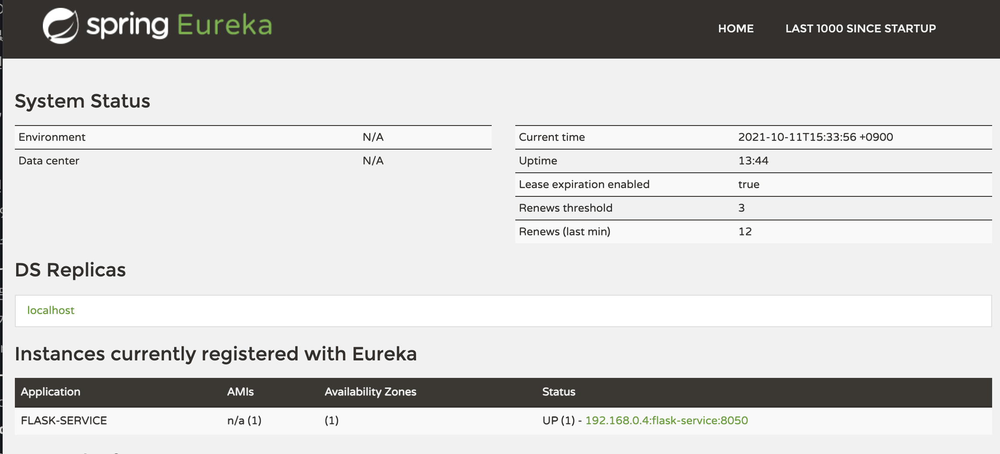 spring Eureka
HOME LAST 1000 SINCE STARTUP
System Status
Environment N/A
Data center N/A
Current time 2021-10-11T15:33:56 +0900
Uptime 13:44
Lease expiration enabled true
Renews threshold 3
Renews (last min) 12
DS Replicas
localhost
Instances currently registered with Eureka
Application AMIs Availability Zones Status
FLASK-SERVICE n/a (1) (1) UP (1) - 192.168.0.4:flask-service:8050